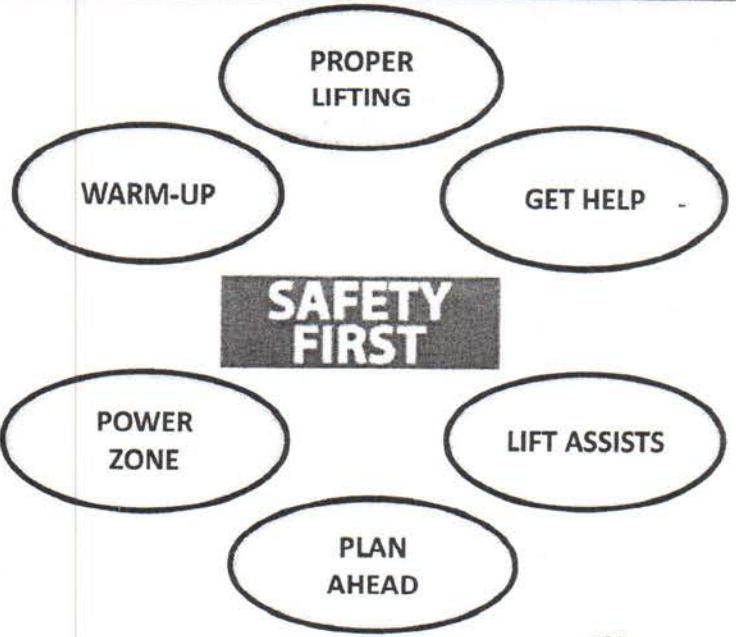 PROPER
LIFTING
WARM-UP
GET HELP
SAFETY
FIRST
POWER
ZONE
LIFT ASSISTS
PLAN
AHEAD